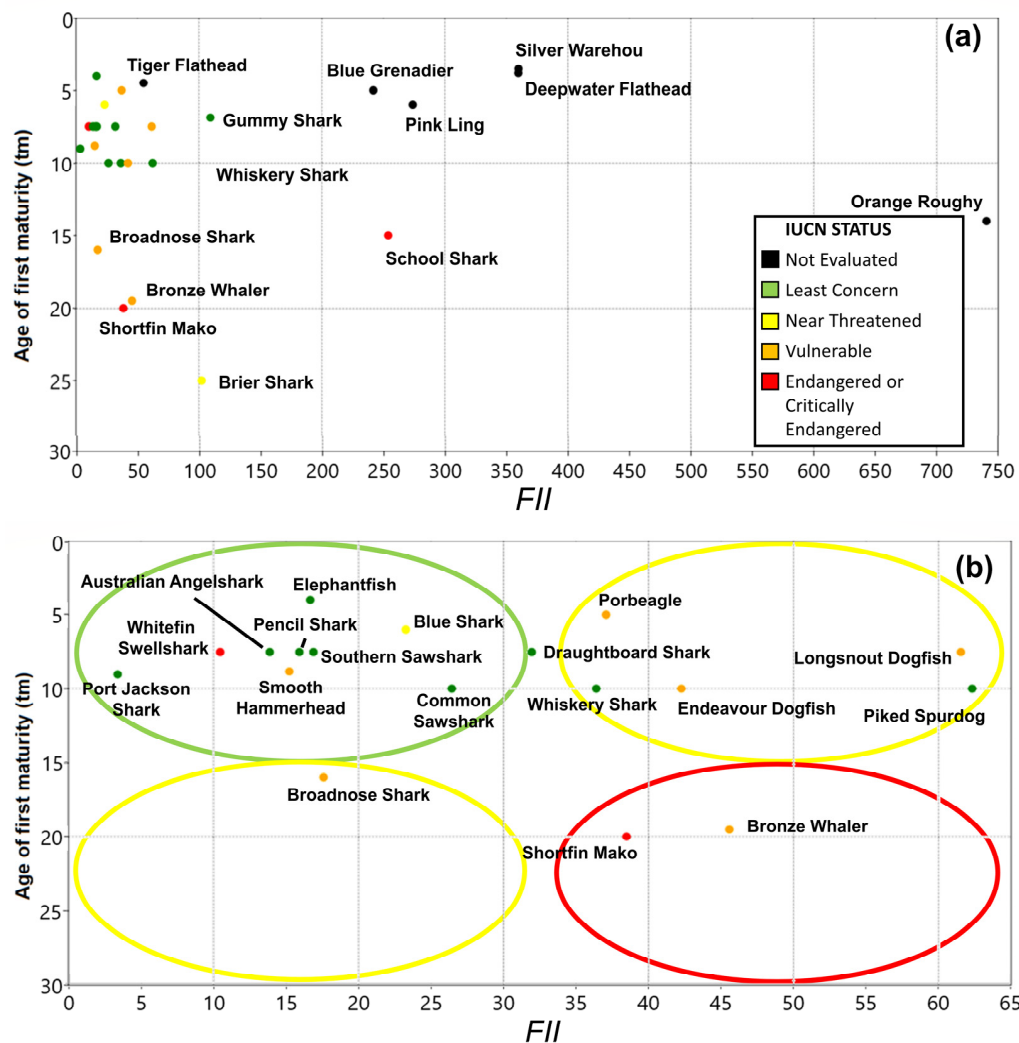 (a)
Age of first maturity (tm)
0
5
10
15
20
25
30
Silver Warehou
Tiger Flathead
Blue Grenadier
Deepwater Flathead
Gummy Shark
Pink Ling
Whiskery Shark
Orange Roughy
Broadnose Shark
School Shark
Bronze Whaler
Shortfin Mako
Brier Shark
IUCN STATUS
Not Evaluated
Least Concern
Near Threatened
Vulnerable
Endangered or
Critically
Endangered
0 50 100 150 200 250 300 350 400 450 500 550 600 650 700 750
FII
(b)
Age of first maturity (tm)
0
5
10
15
20
25
30
Australian Angelshark
Elephantfish
Porbeagle
Pencil Shark
Blue Shark
Whitefin
Swellshark
Southern Sawshark
Draughtboard Shark
Longsnout Dogfish
Port Jackson
Shark
Smooth
Hammerhead
Common
Sawshark
Whiskery Shark
Endeavour Dogfish
Piked Spurdog
Broadnose Shark
Bronze Whaler
Shortfin Mako
0 5 10 15 20 25 30 35 40 45 50 55 60 65
FII